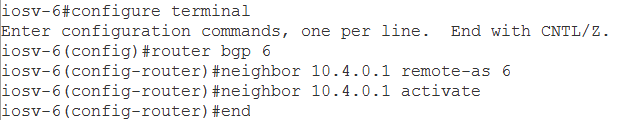 iosv-6#configure terminal
Enter configuration commands, one per line.  End with CNTL/Z.
iosv-6(config)#router bgp 6
iosv-6(config-router)#neighbor 10.4.0.1 remote-as 6
iosv-6(config-router)#neighbor 10.4.0.1 activate
iosv-6(config-router)#end